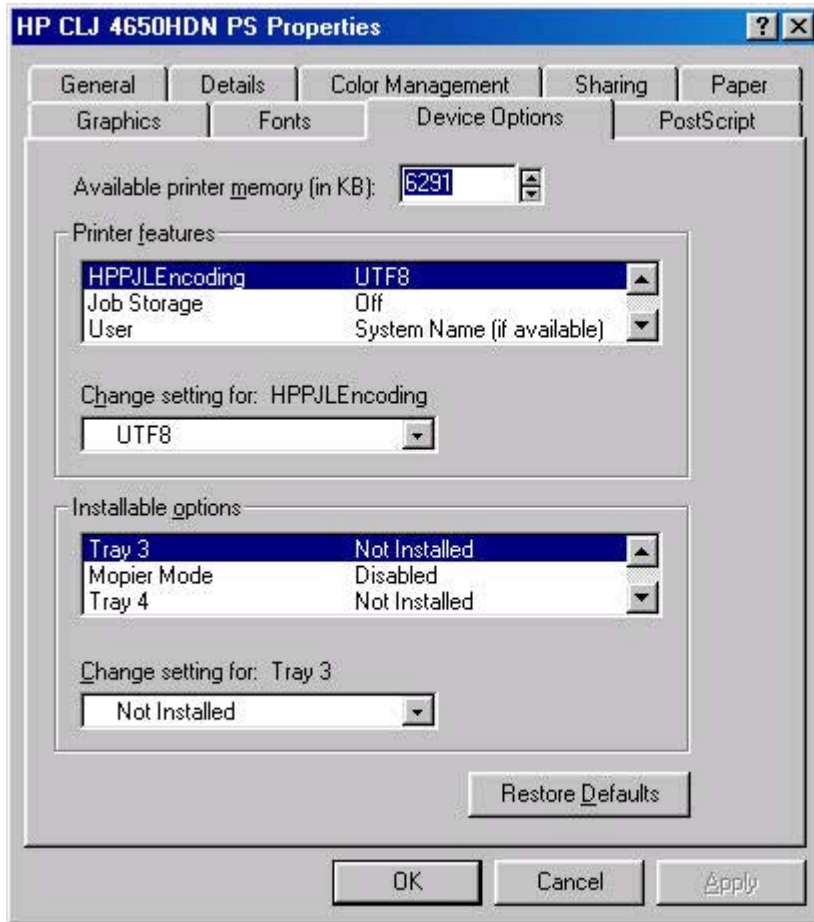 HP CLJ 4650HDN PS Properties
General Details Color Management Sharing Paper
Graphics Fonts Device Options PostScript
Available printer memory (in KB): 6291
Printer features
HPPJLEncoding UTF8
Job Storage Off
User System Name (if available)
Change setting for: HPPJLEncoding
UTF8
Installable options
Tray 3 Not Installed
Mopier Mode Disabled
Tray 4 Not Installed
Change setting for: Tray 3
Not Installed
Restore Defaults
OK Cancel Apply